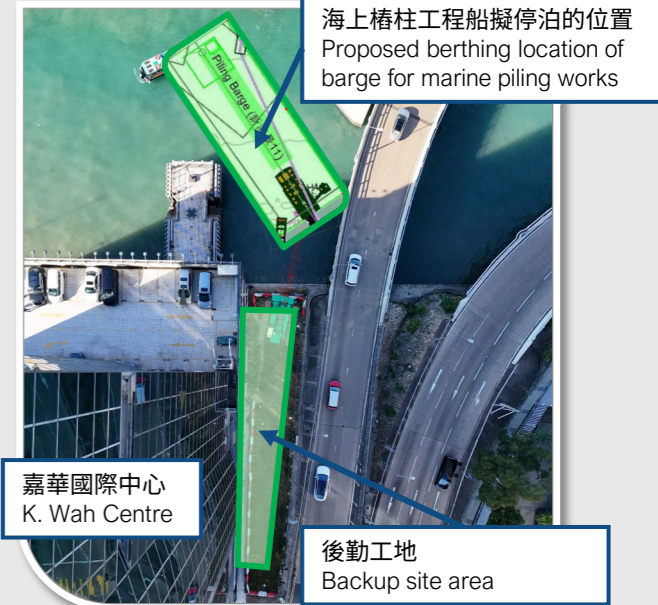 海上樁柱工程船擬停泊的位置
Proposed berthing location of
barge for marine piling works
Piling Barge
嘉華國際中心
K. Wah Centre
後勤工地
Backup site area